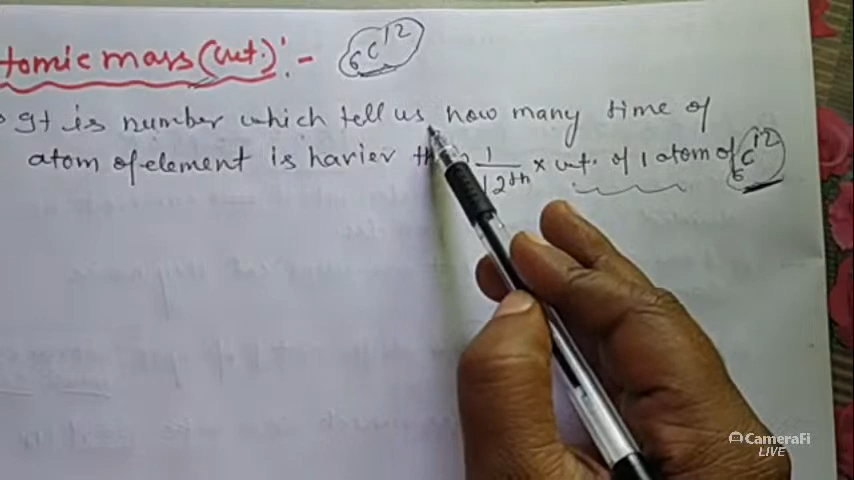 tomic mass (wt.):- ₆C¹²
It is number which tell us how many time of
atom of element is havier th 1/12th × wt. of 1 atom of ₆C¹²
CameraFi
LIVE